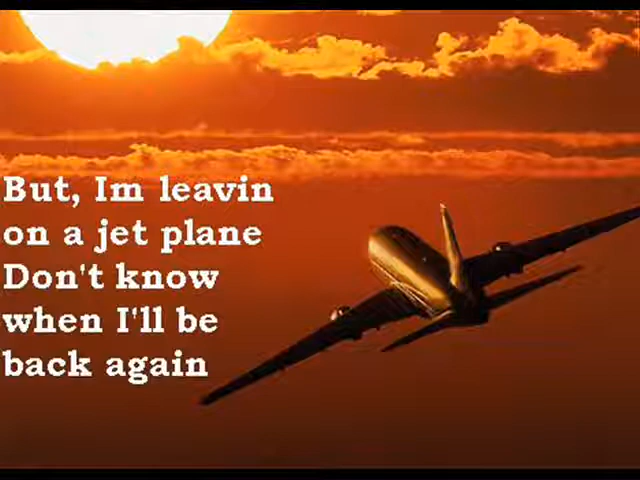 But, Im leavin
on a jet plane
Don't know
when I'll be
back again